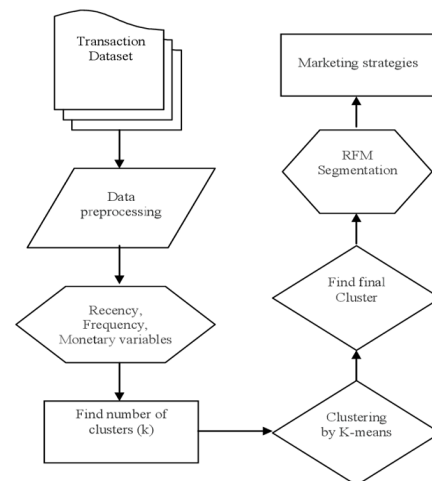 Transaction
Dataset
Data
preprocessing
Recency,
Frequency,
Monetary variables
Find number of
clusters (k)
Clustering
by K-means
Find final
Cluster
RFM
Segmentation
Marketing strategies